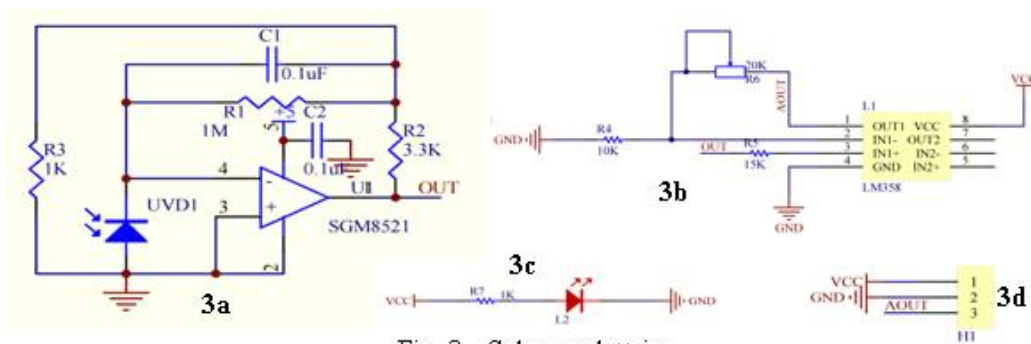 C1
0.1uF
R1
+5
C2
1M
5
0.1uF
R3
1K
R2
3.3K
4
-
U1
OUT
UVD1
3
+
SGM8521
2
3a
20K
R6
AOUT
VCC
L1
1
OUT1
VCC
8
GND
R4
10K
2
IN1-
OUT2
7
OUT
R5
15K
3
IN1+
IN2-
6
4
GND
IN2+
5
LM358
3b
GND
3c
VCC
R7
1K
L2
GND
VCC
1
GND
2
AOUT
3
3d
H1